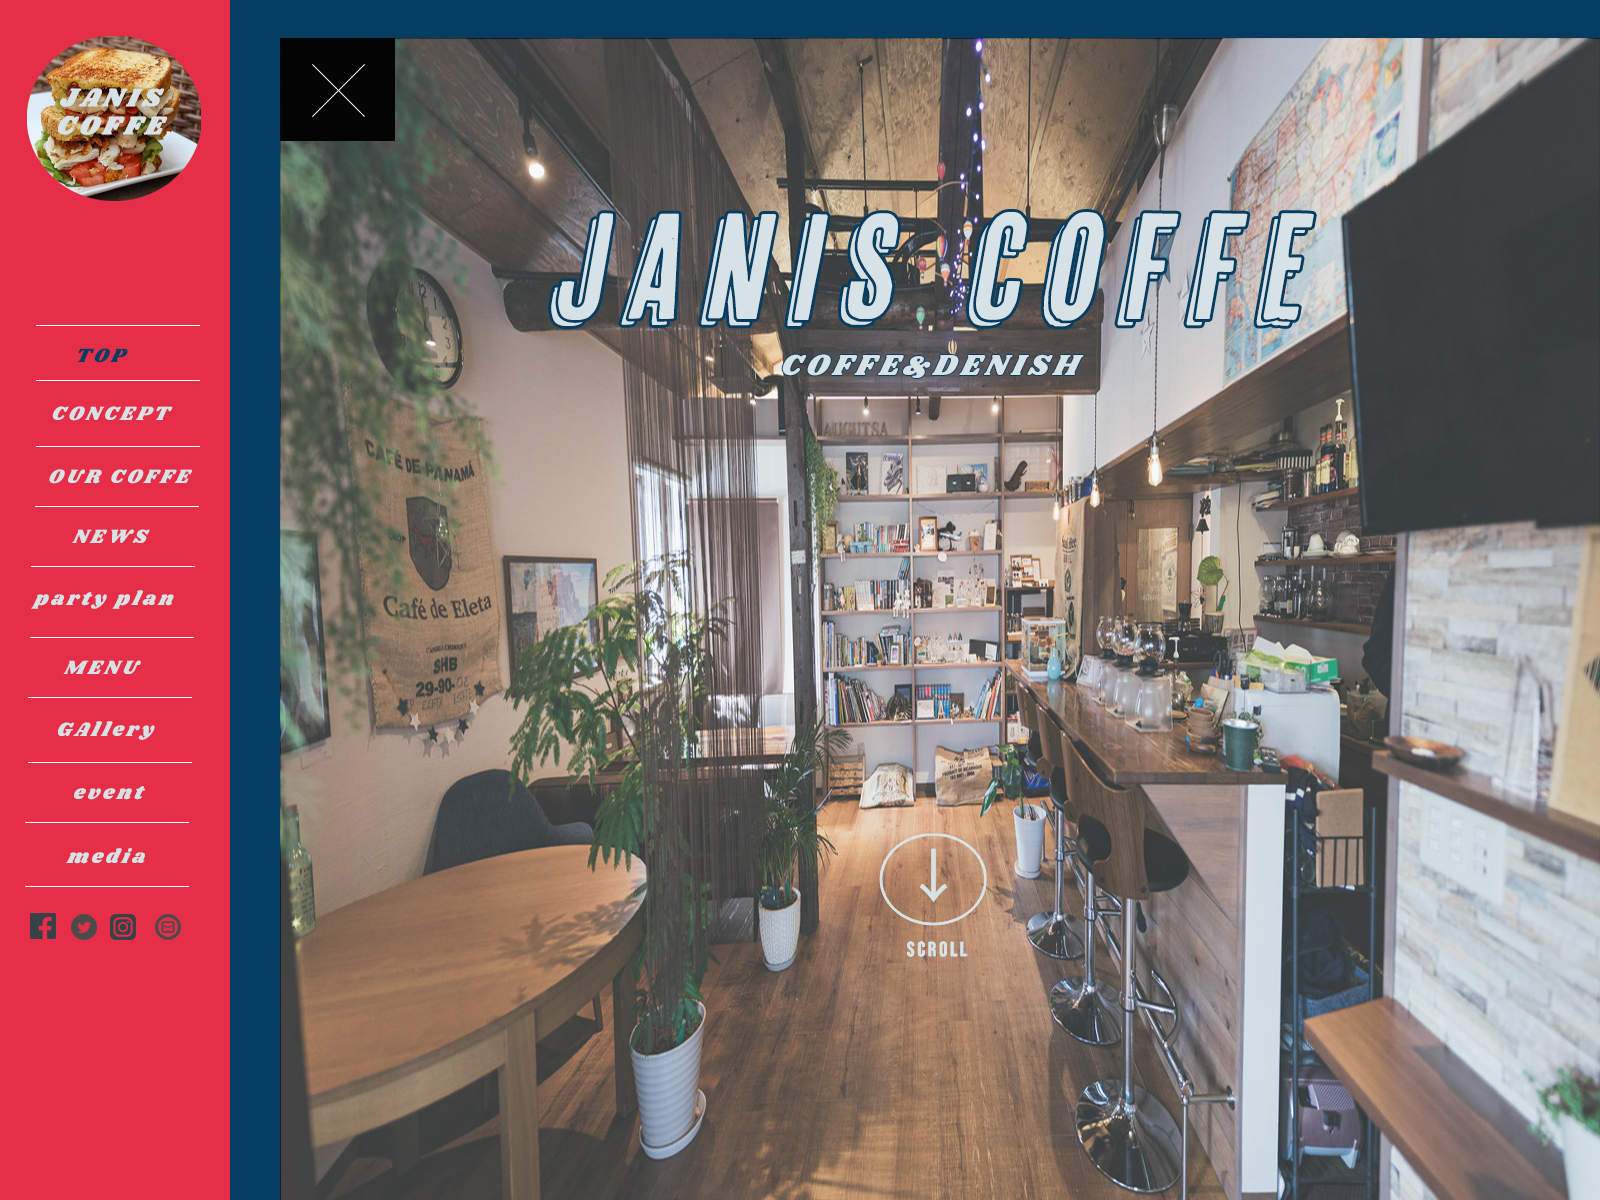 JANIS
COFFE
TOP
CONCEPT
OUR COFFE
NEWS
party plan
MENU
GAllery
event
media
JANIS COFFE
COFFE&DENISH
AUGUTSA
CAFÉ DE PANAMÁ
Café de Eleta
SHB
29-90-02
SCROLL